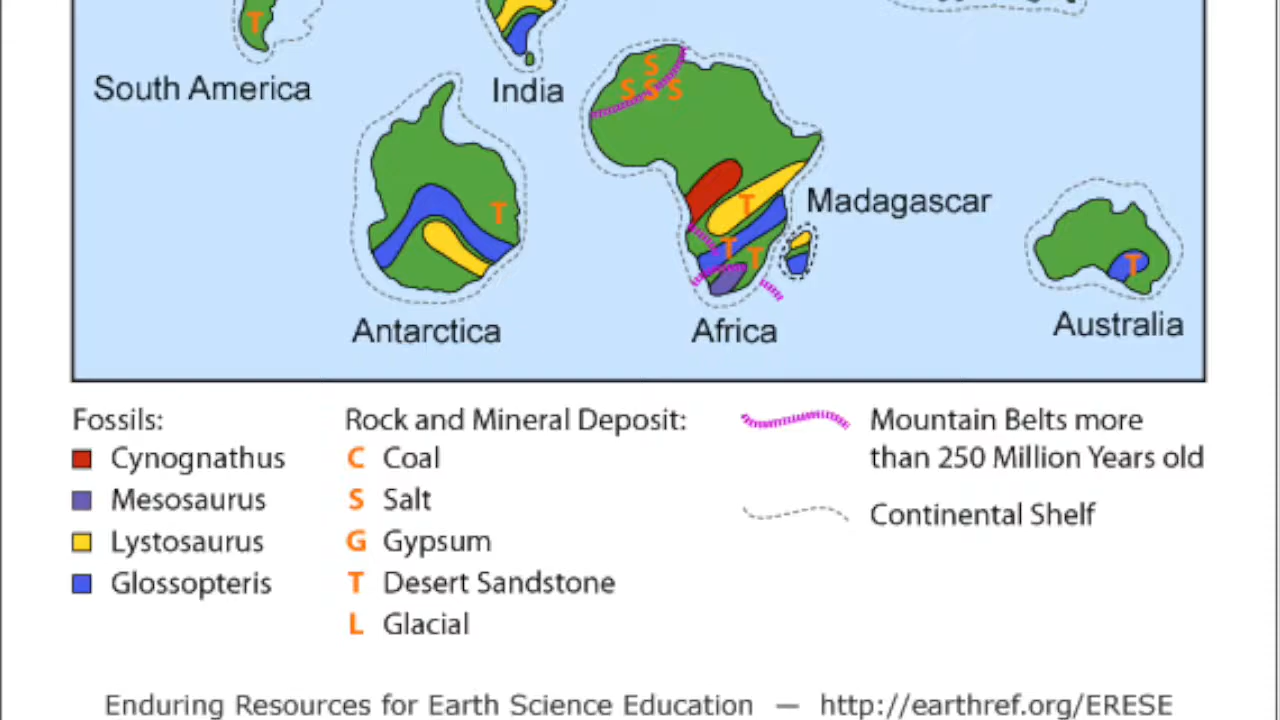 T
South America
India
S
S S S
T
T
Madagascar
T
T
T
Antarctica
Africa
Australia
Fossils:
Cynognathus
Mesosaurus
Lystosaurus
Glossopteris
Rock and Mineral Deposit:
C Coal
S Salt
G Gypsum
T Desert Sandstone
L Glacial
Mountain Belts more
than 250 Million Years old
Continental Shelf
Enduring Resources for Earth Science Education — http://earthref.org/ERESE